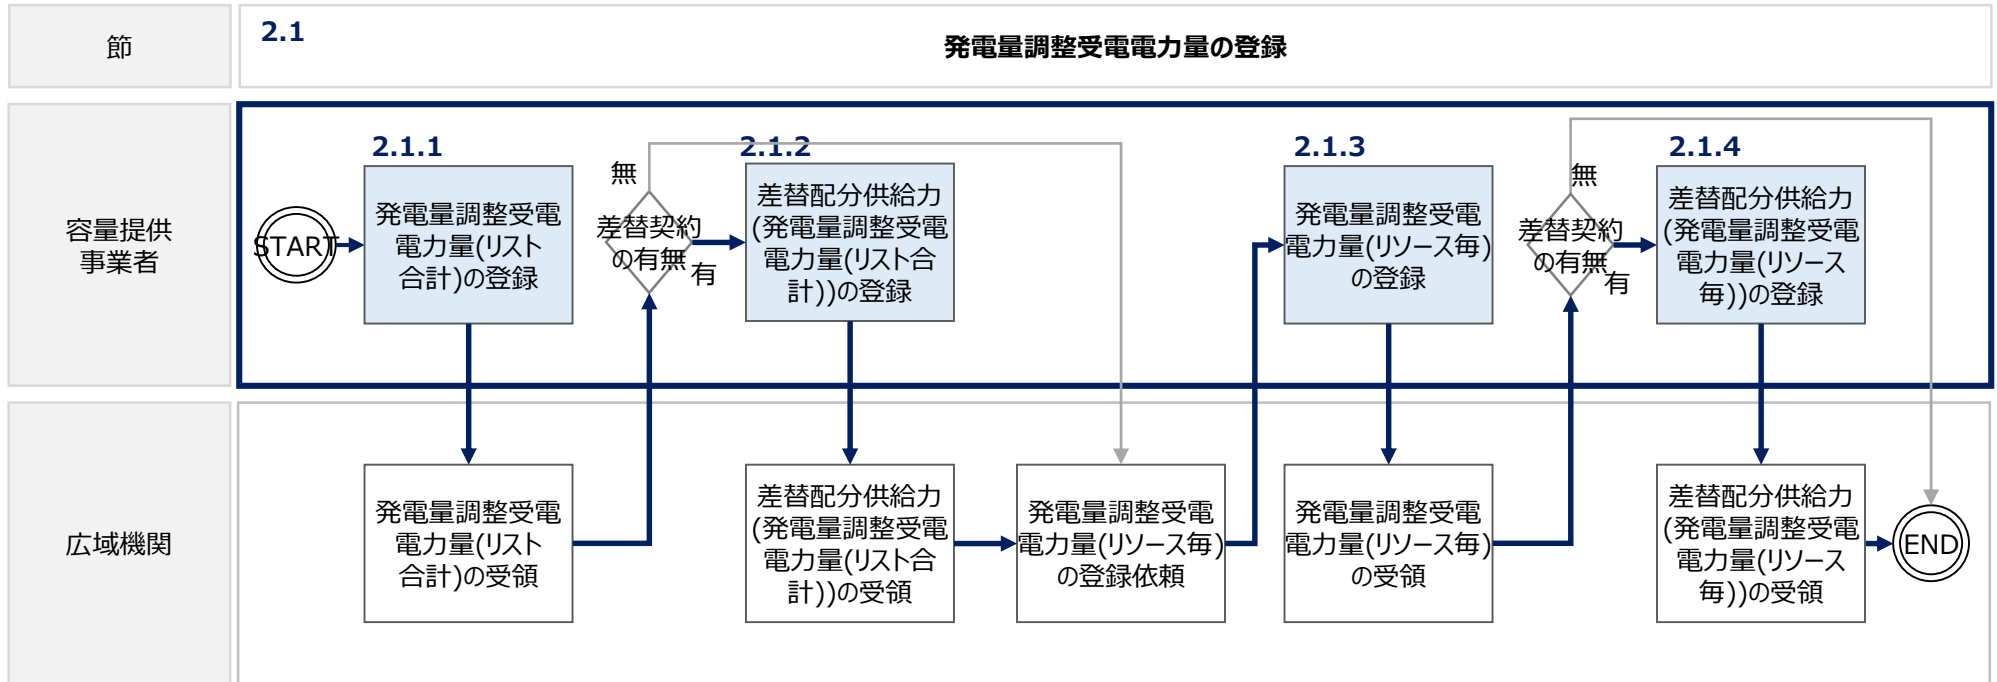 節
2.1
発電量調整受電電力量の登録
容量提供
事業者
START
2.1.1
発電量調整受電
電力量(リスト
合計)の登録
無
差替契約
の有無
有
2.1.2
差替配分供給力
(発電量調整受電
電力量(リスト合
計))の登録
2.1.3
発電量調整受電
電力量(リソース毎)
の登録
無
差替契約
の有無
有
2.1.4
差替配分供給力
(発電量調整受電
電力量(リソース
毎))の登録
広域機関
発電量調整受電
電力量(リスト
合計)の受領
差替配分供給力
(発電量調整受電
電力量(リスト合
計))の受領
発電量調整受電
電力量(リソース毎)
の登録依頼
発電量調整受電
電力量(リソース毎)
の受領
差替配分供給力
(発電量調整受電
電力量(リソース
毎))の受領
END